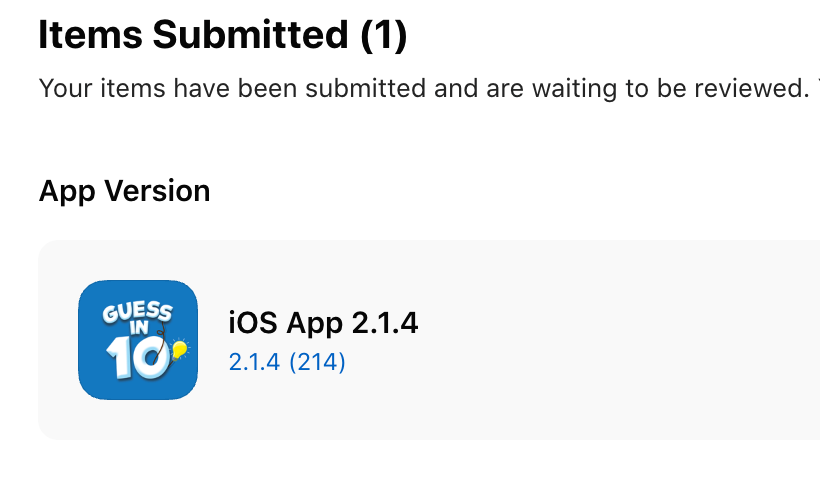 Items Submitted (1)
Your items have been submitted and are waiting to be reviewed.
App Version
GUESS
IN
10
iOS App 2.1.4
2.1.4 (214)